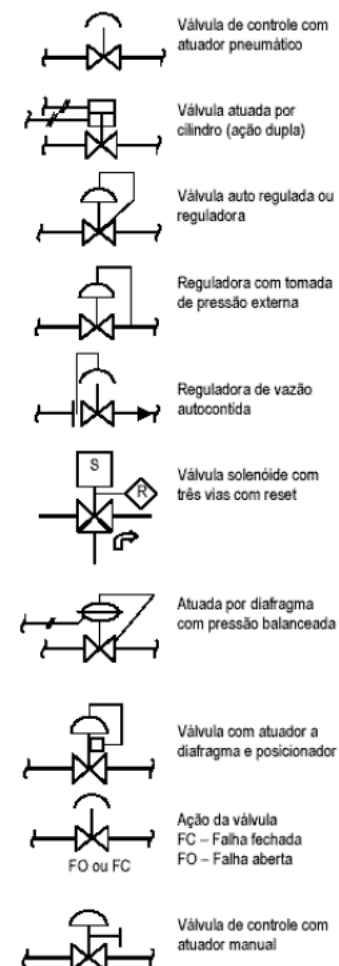 Válvula de controle com
atuador pneumático
Válvula atuada por
cilindro (ação dupla)
Válvula auto regulada ou
reguladora
Reguladora com tomada
de pressão externa
Reguladora de vazão
autocontida
S
R
Válvula solenóide com
três vias com reset
Atuada por diafragma
com pressão balanceada
Válvula com atuador a
diafragma e posicionador
Ação da válvula
FC – Falha fechada
FO – Falha aberta
FO ou FC
Válvula de controle com
atuador manual